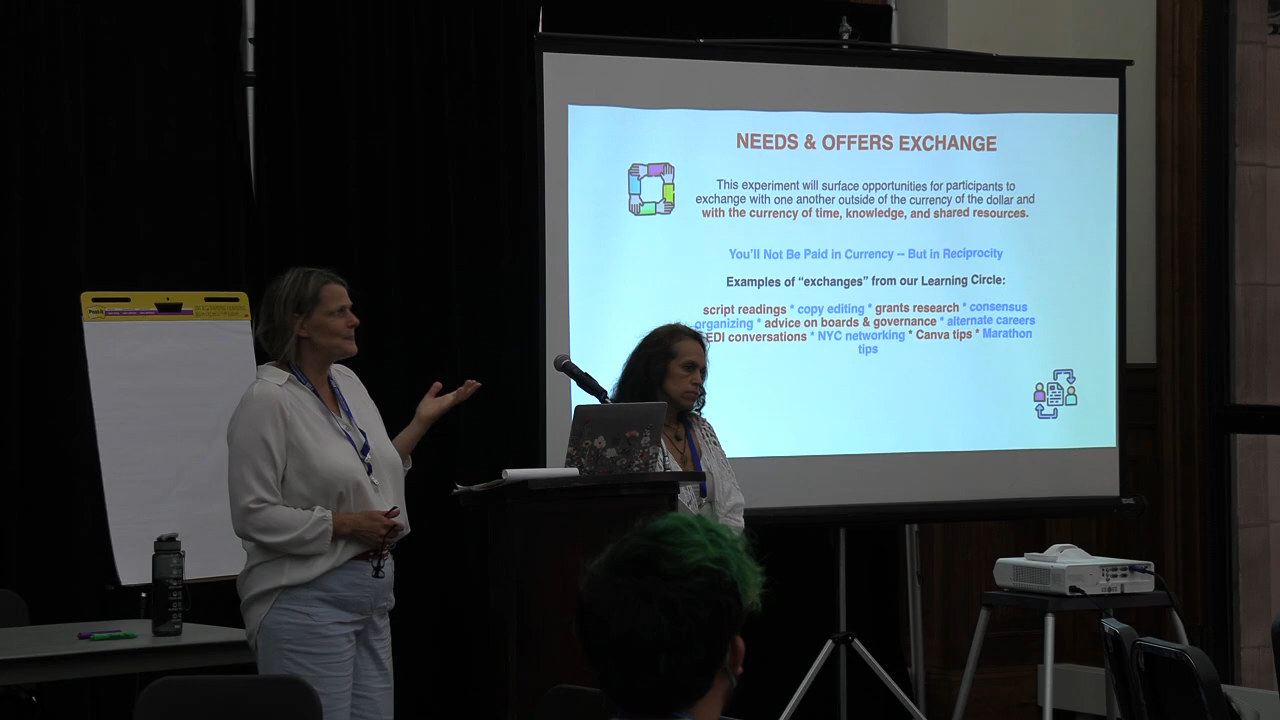 NEEDS & OFFERS EXCHANGE
This experiment will surface opportunities for participants to
exchange with one another outside of the currency of the dollar and
with the currency of time, knowledge, and shared resources.
You'll Not Be Paid in Currency -- But in Reciprocity
Examples of “exchanges” from our Learning Circle:
script readings * copy editing * grants research * consensus
organizing * advice on boards & governance * alternate careers
EDI conversations * NYC networking * Canva tips * Marathon
tips
Post-it